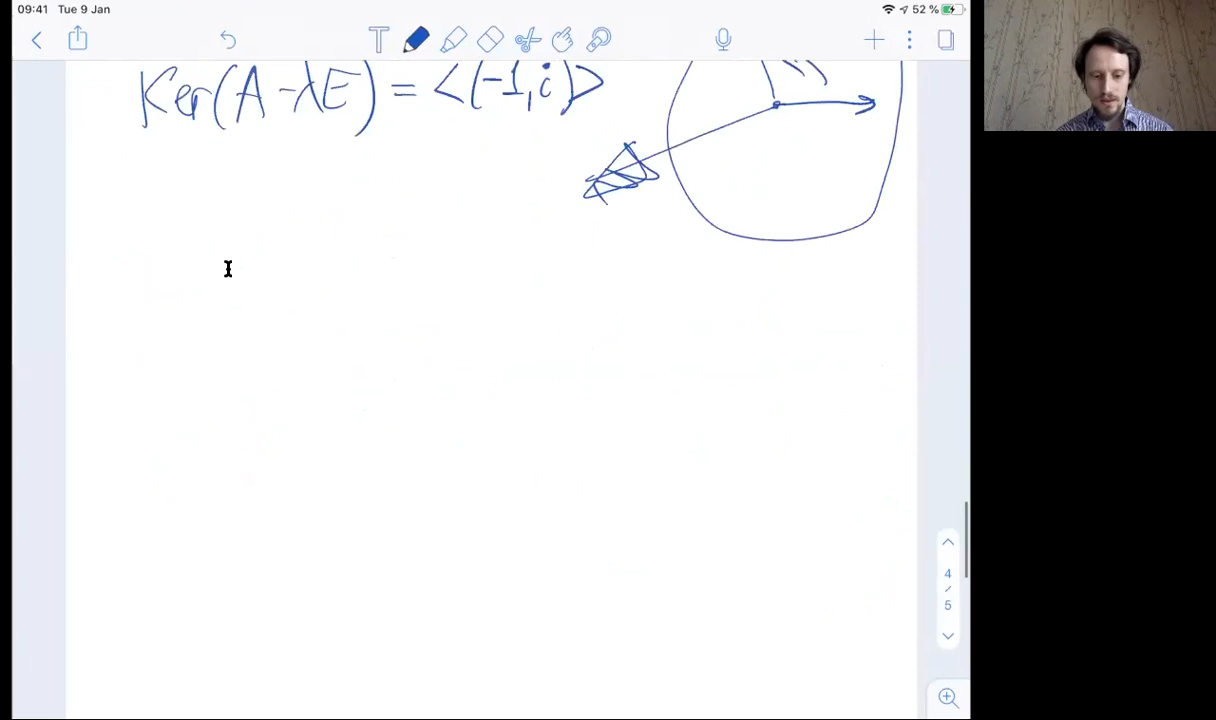 09:41 Tue 9 Jan
52 %
T
Ker(A - λE) = <(-1, i)>
4
/
5